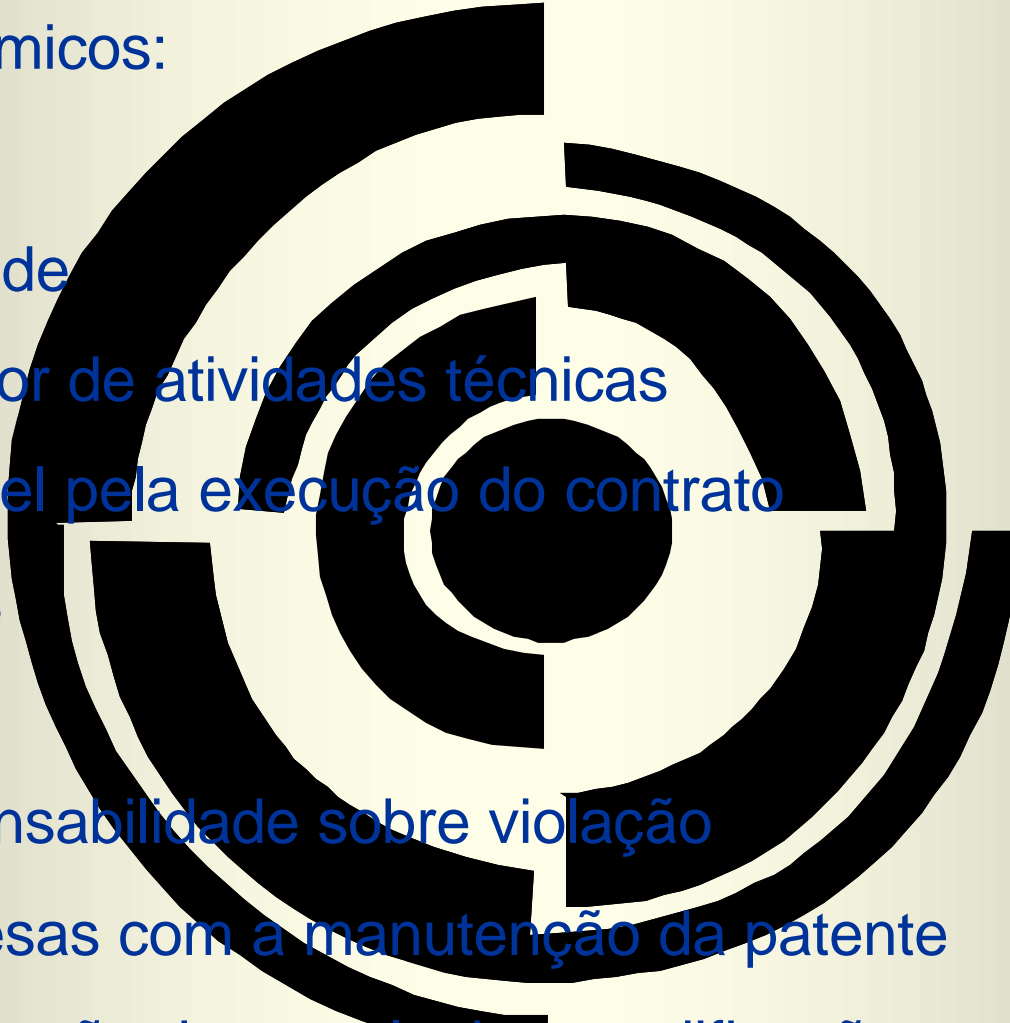 micos:
de
or de atividades técnicas
el pela execução do contrato
nsabilidade sobre violação
esas com a manutenção da patente